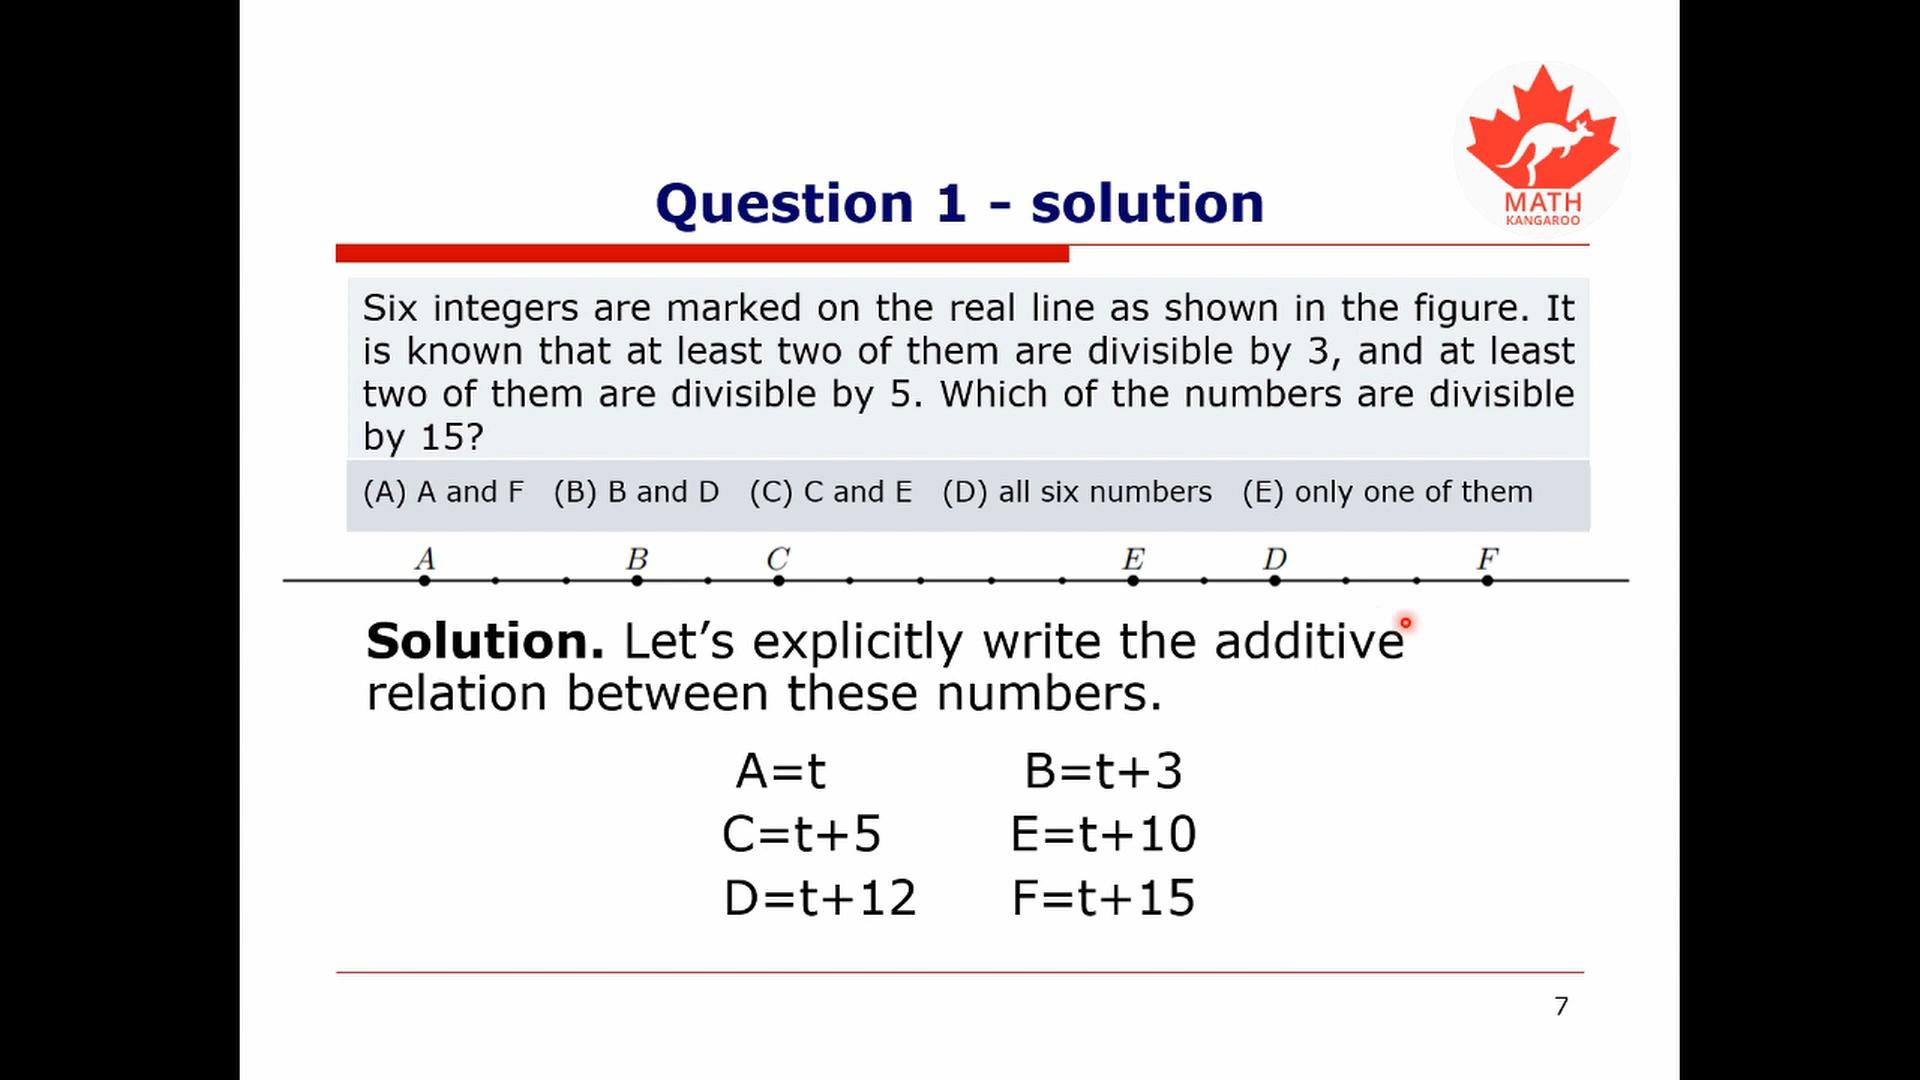 MATH
KANGAROO
Question 1 - solution
Six integers are marked on the real line as shown in the figure. It
is known that at least two of them are divisible by 3, and at least
two of them are divisible by 5. Which of the numbers are divisible
by 15?
(A) A and F (B) B and D (C) C and E (D) all six numbers (E) only one of them
A B C E D F
Solution. Let’s explicitly write the additive
relation between these numbers.
A=t B=t+3
C=t+5 E=t+10
D=t+12 F=t+15
7